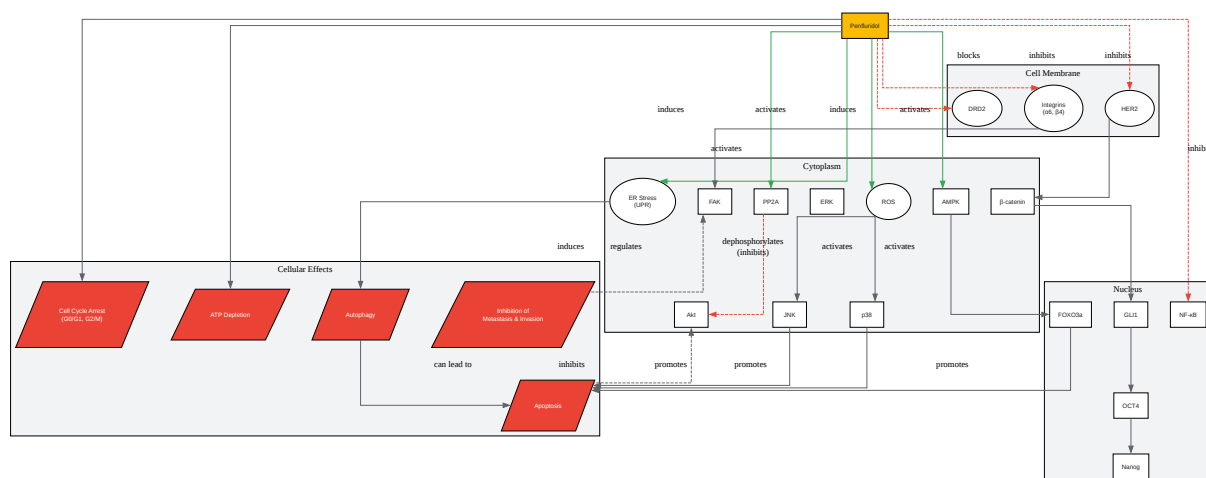 Penfluridol
blocks
inhibits
inhibits
Cell Membrane
DRD2
Integrins
(α6, β4)
HER2
induces
activates
induces
activates
activates
inhib
Cytoplasm
ER Stress
(UPR)
FAK
PP2A
ERK
ROS
AMPK
β-catenin
induces
regulates
dephosphorylates
(inhibits)
activates
activates
Cellular Effects
Cell Cycle Arrest
(G0/G1, G2/M)
ATP Depletion
Autophagy
Inhibition of
Metastasis & Invasion
Akt
JNK
p38
Nucleus
FOXO3a
GLI1
NF-κB
can lead to
inhibits
promotes
promotes
promotes
Apoptosis
OCT4
Nanog